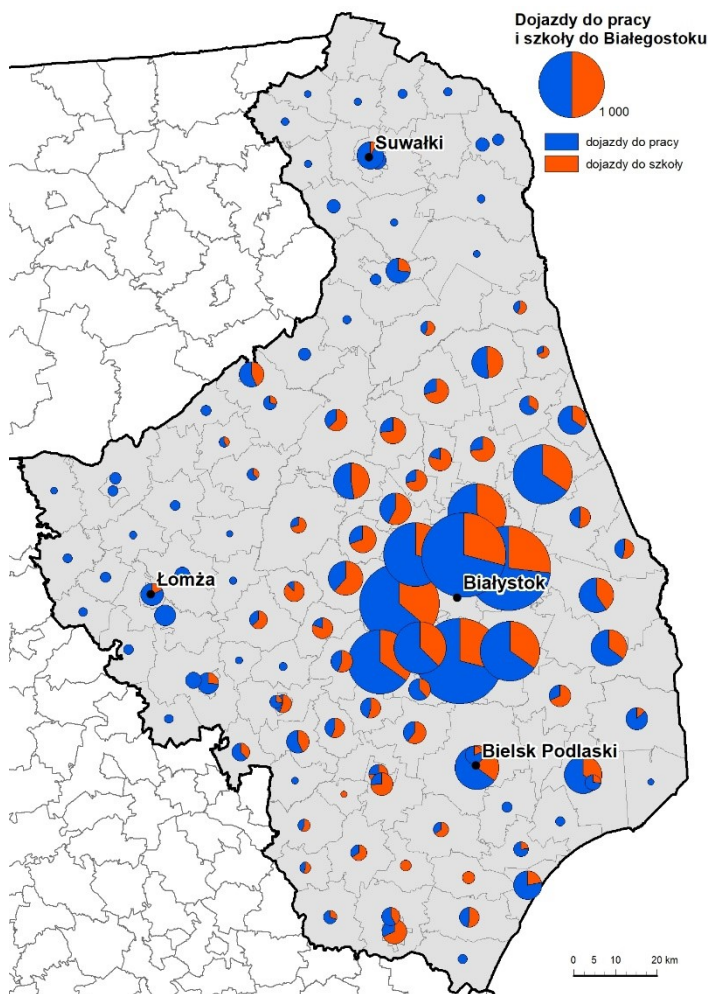 Dojazdy do pracy
i szkoły do Białegostoku
1 000
dojazdy do pracy
dojazdy do szkoły
Suwałki
Łomża
Białystok
Bielsk Podlaski
0 5 10 20 km